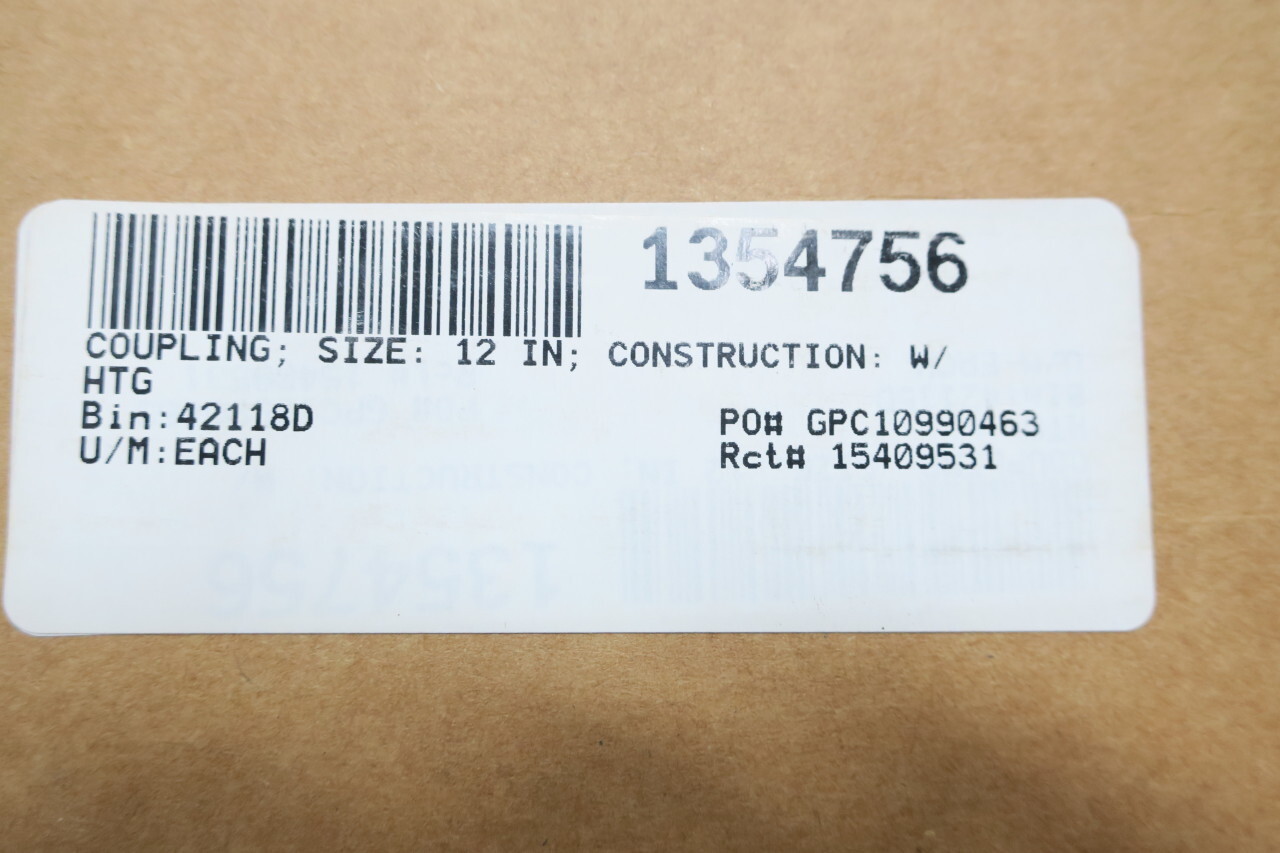 1354756
COUPLING; SIZE: 12 IN; CONSTRUCTION: W/
HTG
Bin:42118D
PO# GPC10990463
U/M:EACH
Rct# 15409531